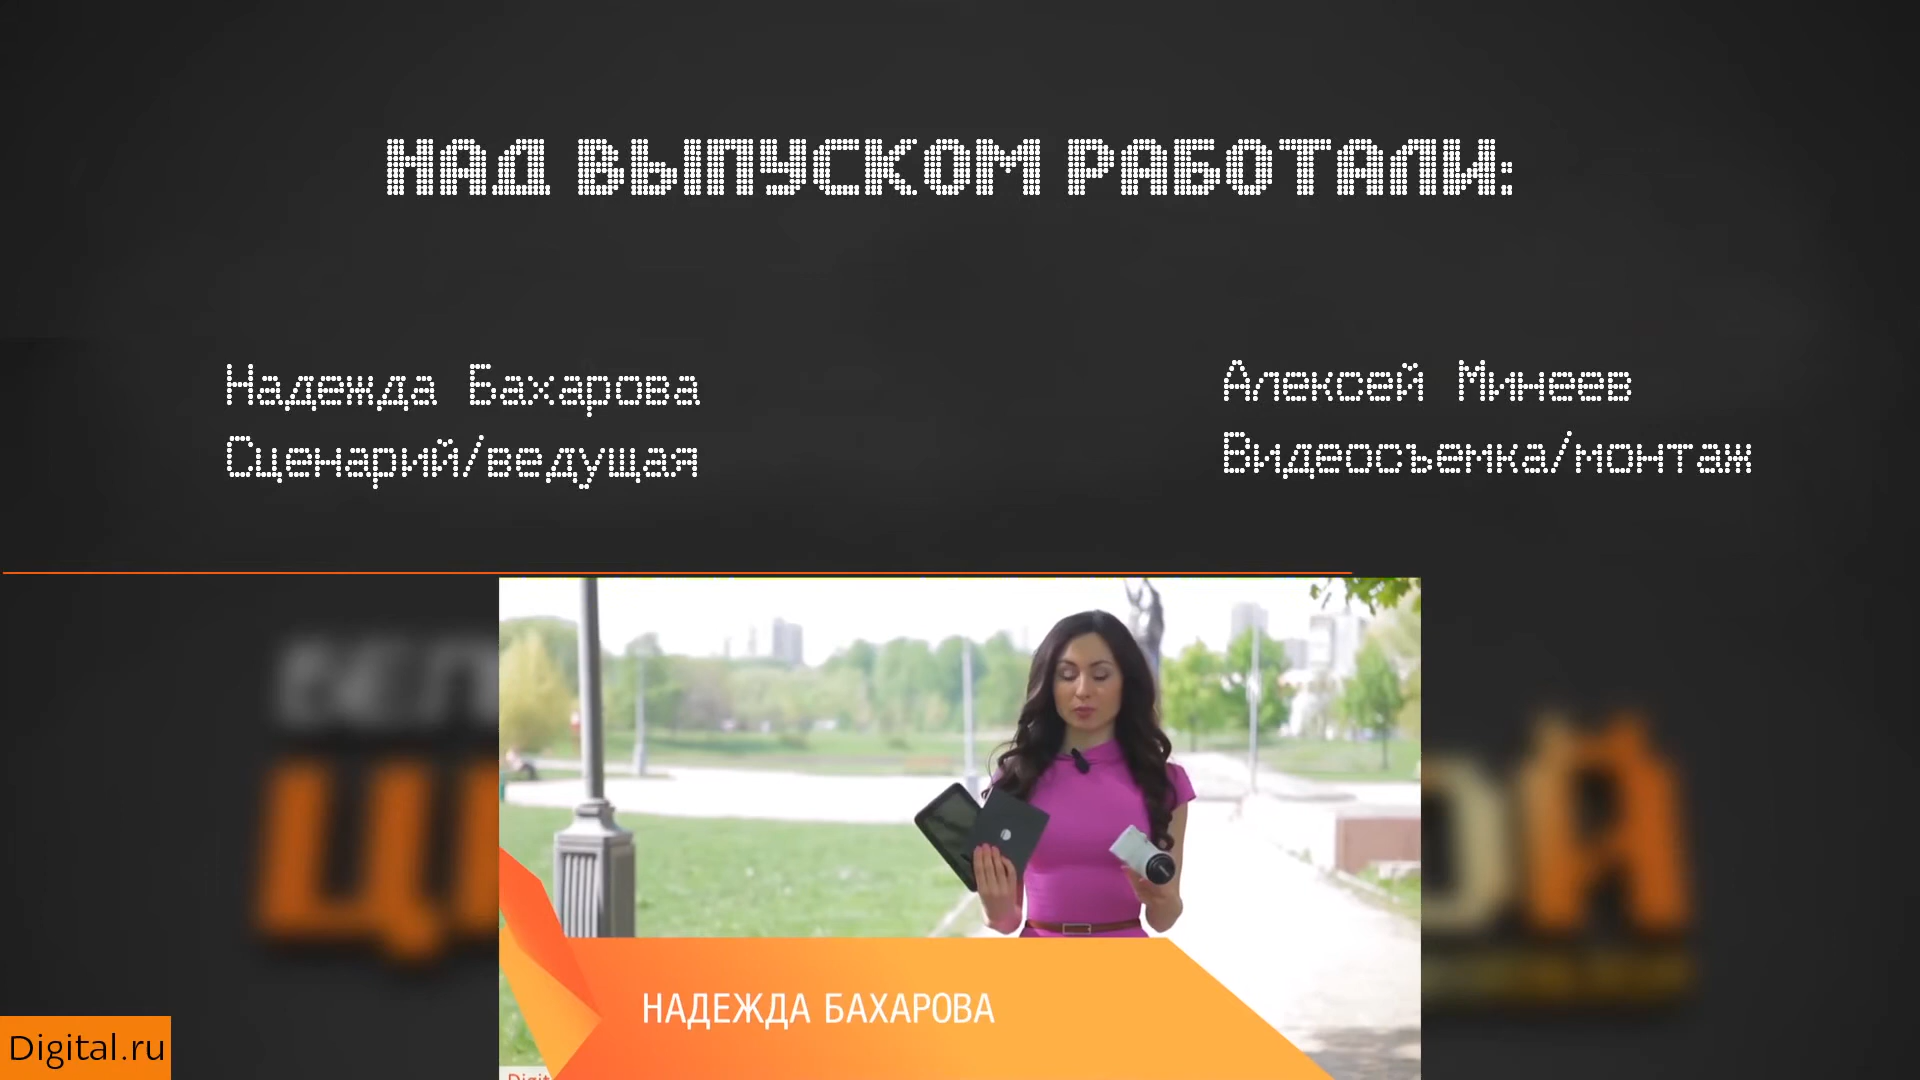 НАД ВЫПУСКОМ РАБОТАЛИ:
Надежда Бахарова
Сценарий/ведущая
Алексей Минеев
Видеосъемка/монтаж
НАДЕЖДА БАХАРОВА
Digital.ru